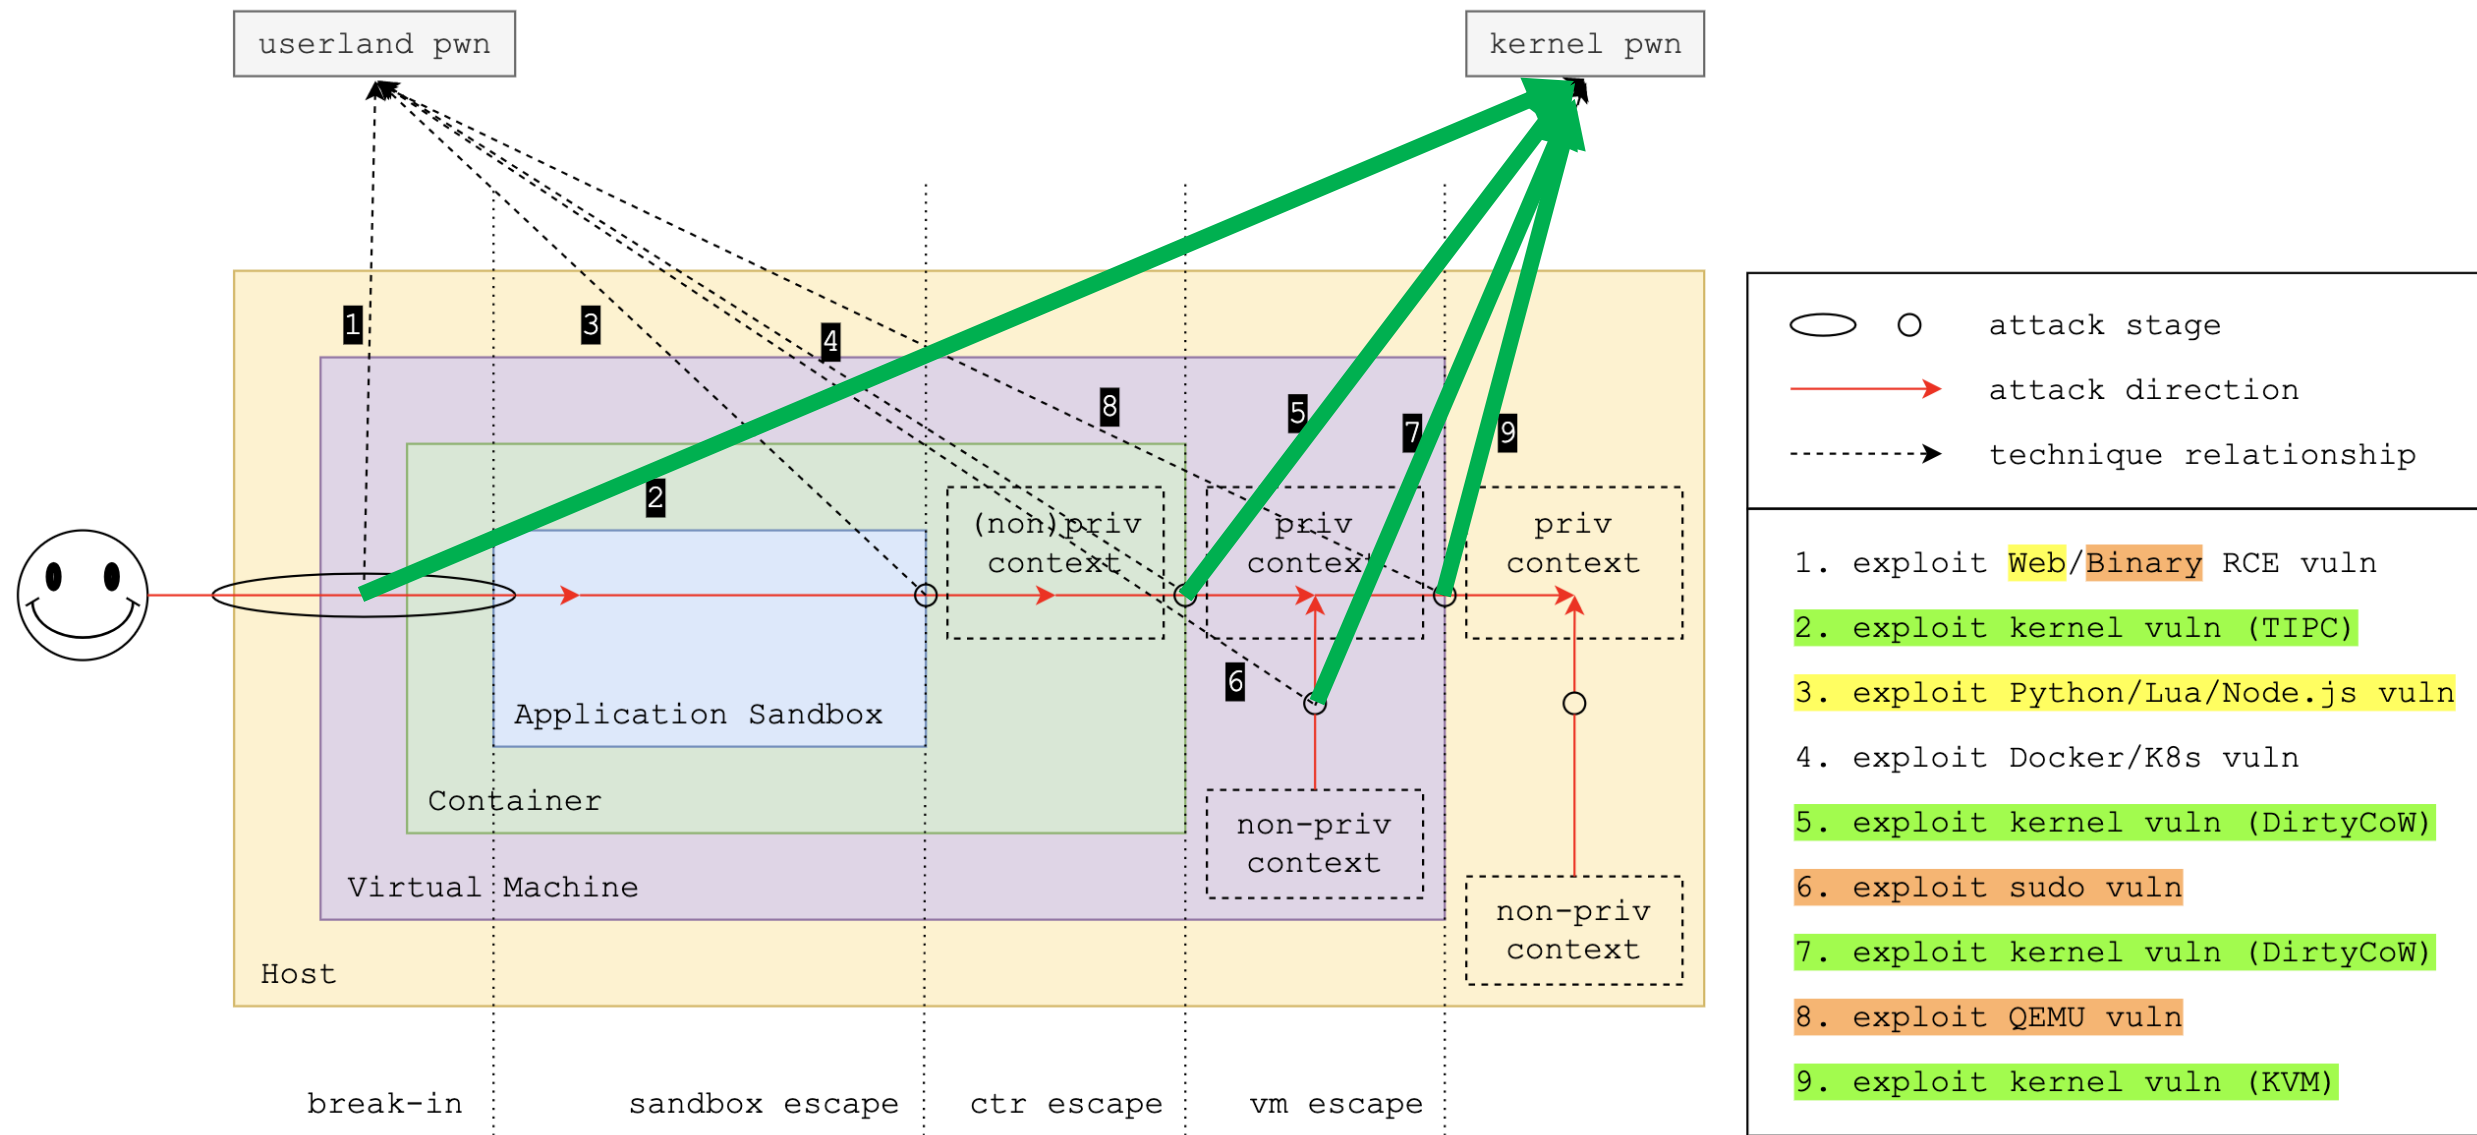 userland pwn
kernel pwn
1
3
4
8
5
7
9
2
6
(non)priv
context
priv
context
priv
context
Application Sandbox
Container
non-priv
context
Virtual Machine
non-priv
context
Host
break-in
sandbox escape
ctr escape
vm escape
attack stage
attack direction
technique relationship
1. exploit Web/Binary RCE vuln
2. exploit kernel vuln (TIPC)
3. exploit Python/Lua/Node.js vuln
4. exploit Docker/K8s vuln
5. exploit kernel vuln (DirtyCoW)
6. exploit sudo vuln
7. exploit kernel vuln (DirtyCoW)
8. exploit QEMU vuln
9. exploit kernel vuln (KVM)